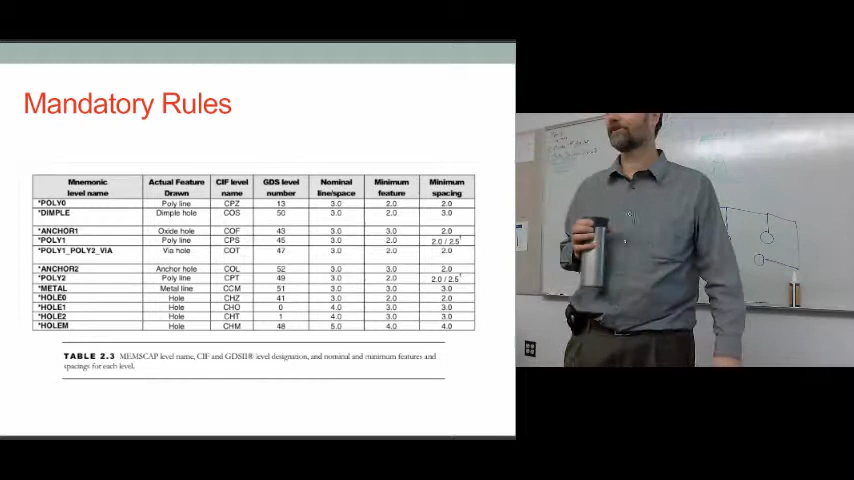 Mandatory Rules
Mnemonic level name Actual Feature Drawn CIF level name GDS level number Nominal line/space Minimum feature Minimum spacing
*POLY0 Poly line CPZ 13 3.0 2.0 2.0
*DIMPLE Dimple hole COS 50 3.0 2.0 3.0
*ANCHOR1 Oxide hole COF 43 3.0 3.0 2.0
*POLY1 Poly line CPS 45 3.0 2.0 2.0 / 2.5
*POLY1_POLY2_VIA Via hole COT 47 3.0 2.0 2.0
*ANCHOR2 Anchor hole COL 52 3.0 3.0 2.0
*POLY2 Poly line CPT 49 3.0 2.0 2.0 / 2.5
*METAL Metal line CCM 51 3.0 3.0 3.0
*HOLE0 Hole CHZ 41 3.0 2.0 2.0
*HOLE1 Hole CHO 0 4.0 3.0 3.0
*HOLE2 Hole CHT 1 4.0 3.0 3.0
*HOLEM Hole CHM 48 5.0 4.0 4.0
TABLE 2.3 MEMSCAP level name, CIF and GDSII® level designation, and nominal and minimum features and
spacings for each level.